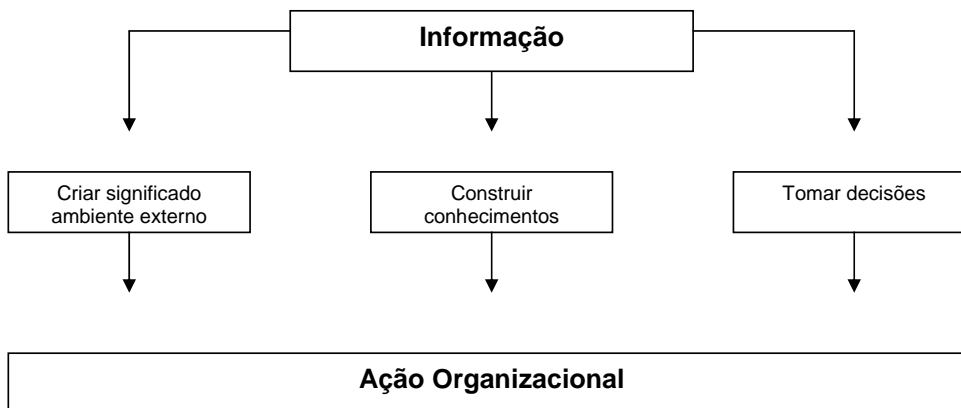 Informação
Criar significado
ambiente externo
Construir
conhecimentos
Tomar decisões
Ação Organizacional